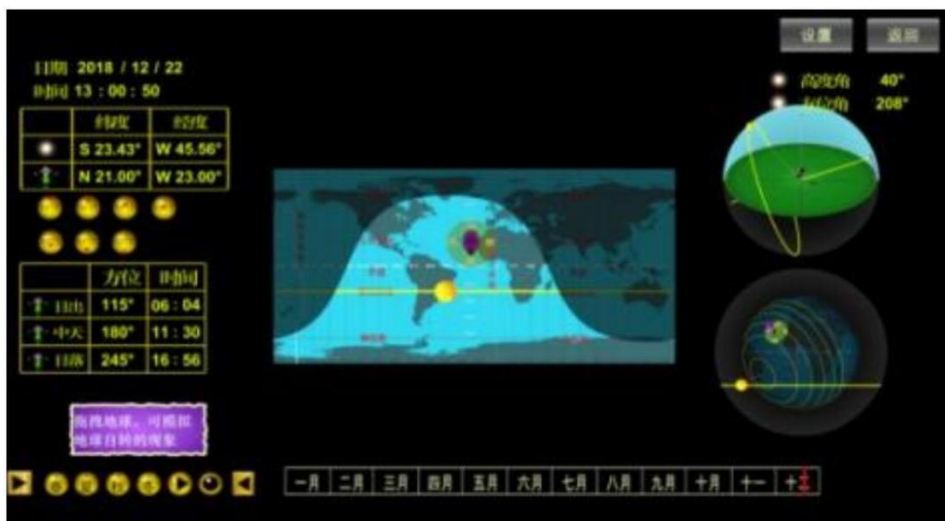 设置 返回
日期 2018 / 12 / 22
时间 13 : 00 : 50
高度角 40°
方位角 208°
纬度 经度
S 23.43° W 45.56°
N 21.00° W 23.00°
方位 时间
日出 115° 06 : 04
中天 180° 11 : 30
日落 245° 16 : 56
拖拽地球，可模拟
地球自转的现象
一月 二月 三月 四月 五月 六月 七月 八月 九月 十月 十一 十二